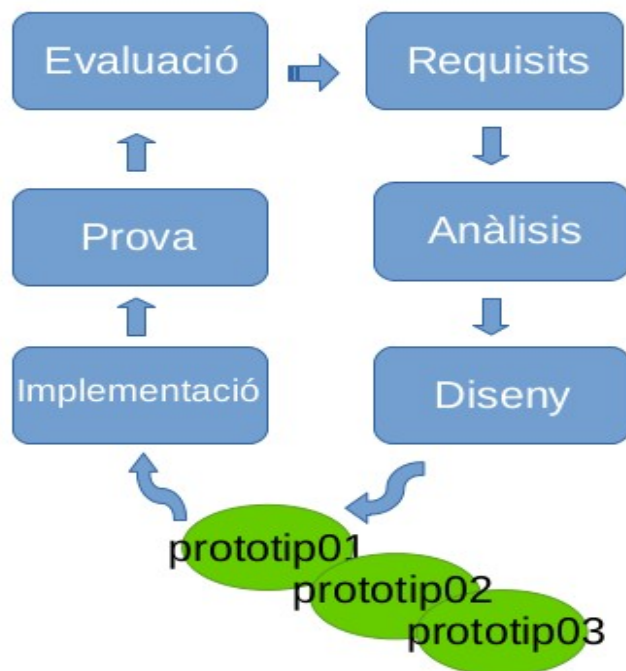 Evaluació
Requisits
Prova
Anàlisis
Implementació
Diseny
prototip01
prototip02
prototip03